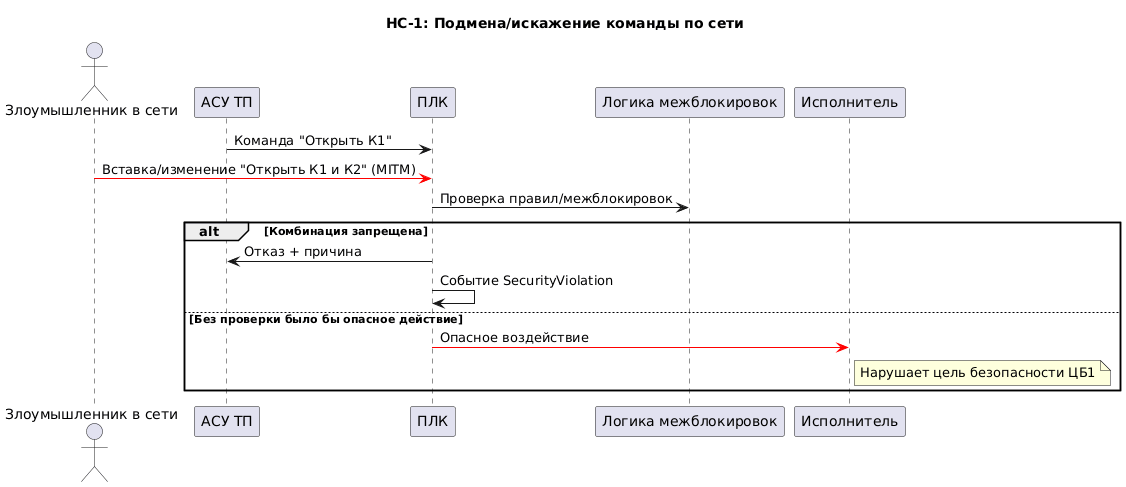 НС-1: Подмена/искажение команды по сети
Злоумышленник в сети
АСУ ТП
ПЛК
Логика межблокировок
Исполнитель
Команда "Открыть К1"
Вставка/изменение "Открыть К1 и К2" (MITM)
Проверка правил/межблокировок
alt
[Комбинация запрещена]
Отказ + причина
Событие SecurityViolation
[Без проверки было бы опасное действие]
Опасное воздействие
Нарушает цель безопасности ЦБ1
Злоумышленник в сети
АСУ ТП
ПЛК
Логика межблокировок
Исполнитель